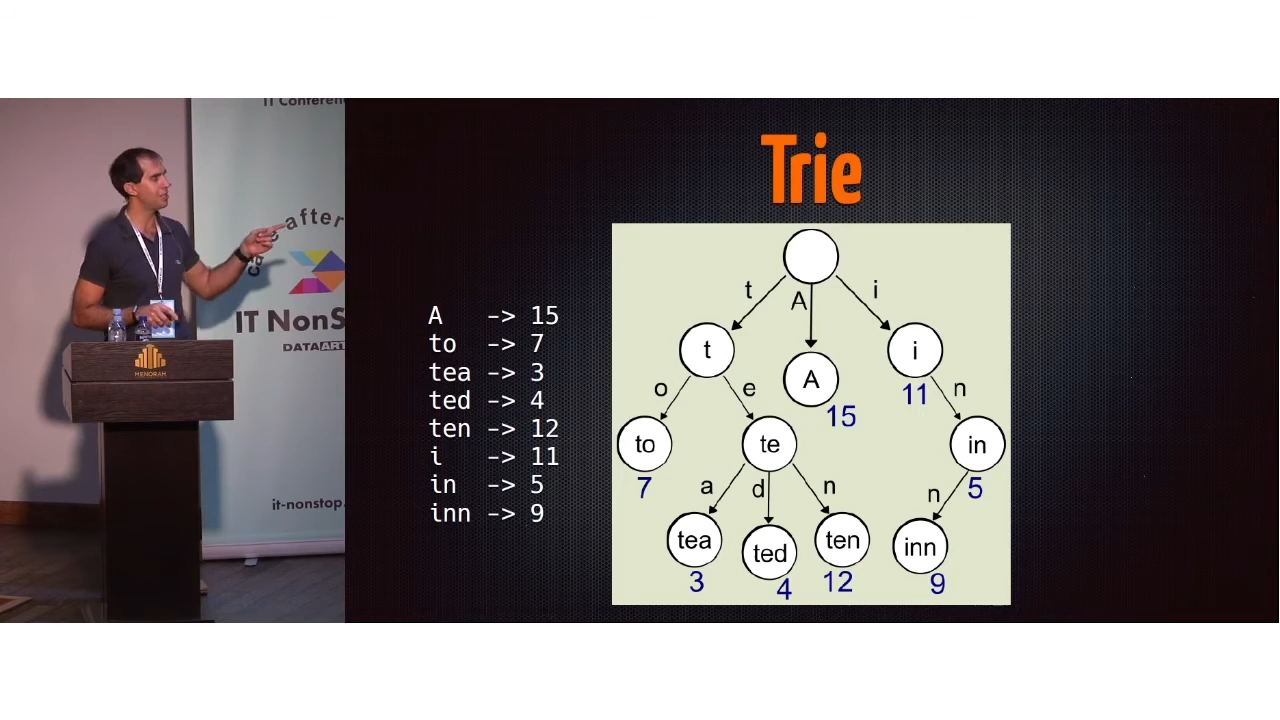 IT Conferen
after
IT NonS
DATAART
MENORAH
it-nonstop.
Trie
A -> 15
to -> 7
tea -> 3
ted -> 4
ten -> 12
i -> 11
in -> 5
inn -> 9
t
A
i
t
A
15
i
11
o
e
n
to
7
te
in
5
a
d
n
n
tea
3
ted
4
ten
12
inn
9